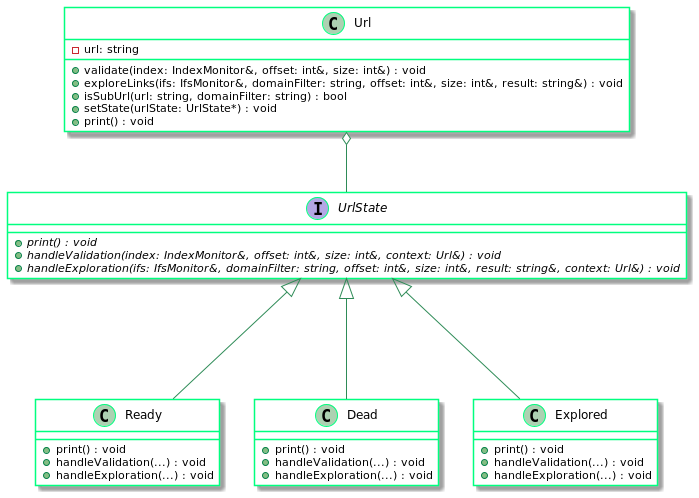 C Url
url: string
validate(index: IndexMonitor&, offset: int&, size: int&) : void
exploreLinks(ifs: IfsMonitor&, domainFilter: string, offset: int&, size: int&, result: string&) : void
isSubUrl(url: string, domainFilter: string) : bool
setState(urlState: UrlState*) : void
print() : void
I UrlState
print() : void
handleValidation(index: IndexMonitor&, offset: int&, size: int&, context: Url&) : void
handleExploration(ifs: IfsMonitor&, domainFilter: string, offset: int&, size: int&, result: string&, context: Url&) : void
C Ready
print() : void
handleValidation(...) : void
handleExploration(...) : void
C Dead
print() : void
handleValidation(...) : void
handleExploration(...) : void
C Explored
print() : void
handleValidation(...) : void
handleExploration(...) : void